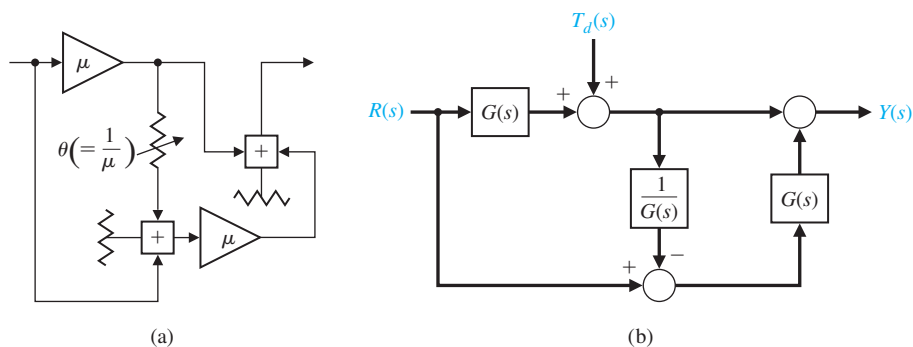 μ
θ(= 1/μ)
+
+
μ
(a)
T_d(s)
+
+
R(s)
G(s)
Y(s)
1/G(s)
G(s)
−
+
(b)